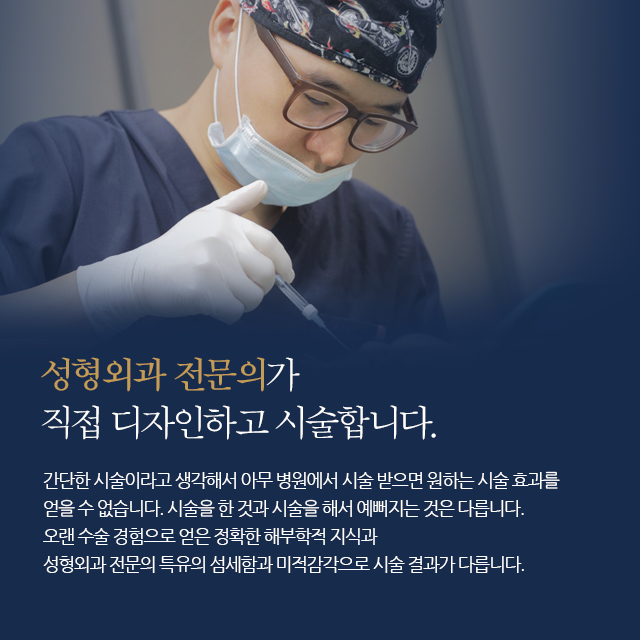 성형외과 전문의가
직접 디자인하고 시술합니다.
간단한 시술이라고 생각해서 아무 병원에서 시술 받으면 원하는 시술 효과를
얻을 수 없습니다. 시술을 한 것과 시술을 해서 예뻐지는 것은 다릅니다.
오랜 수술 경험으로 얻은 정확한 해부학적 지식과
성형외과 전문의 특유의 섬세함과 미적감각으로 시술 결과가 다릅니다.